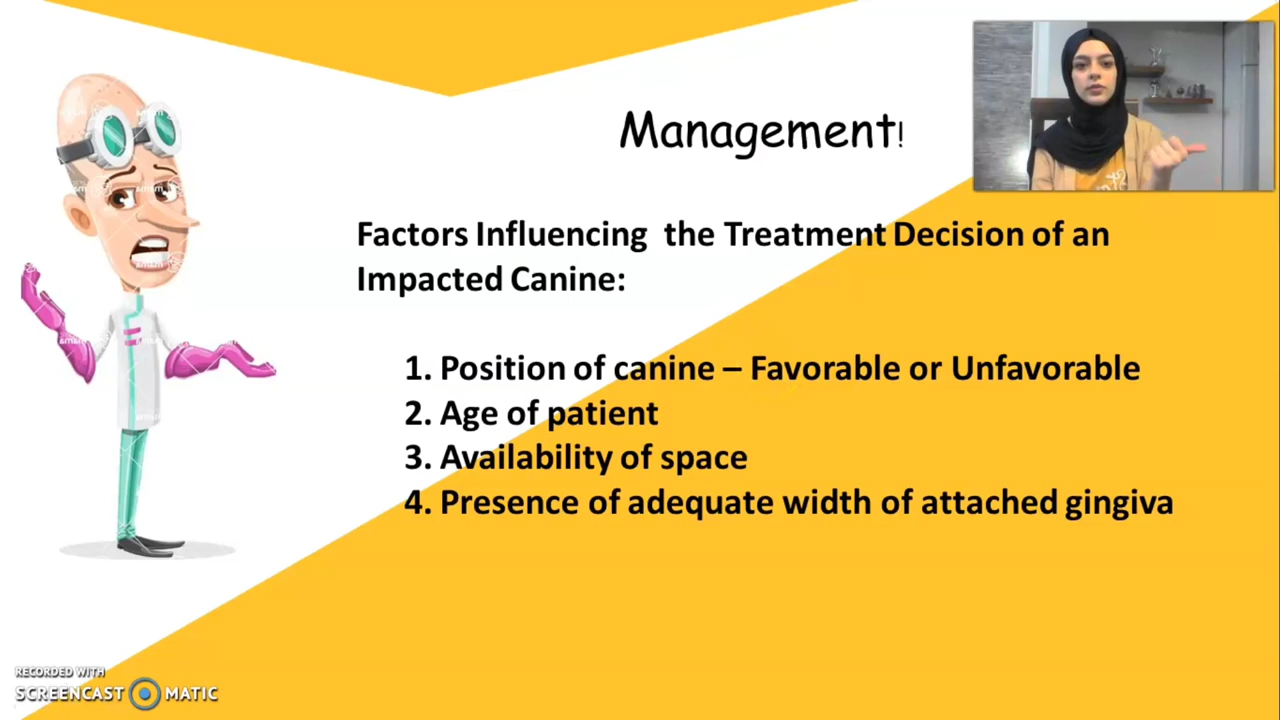 Management!
Factors Influencing the Treatment Decision of an
Impacted Canine:
1. Position of canine – Favorable or Unfavorable
2. Age of patient
3. Availability of space
4. Presence of adequate width of attached gingiva
RECORDED WITH
SCREENCAST MATIC